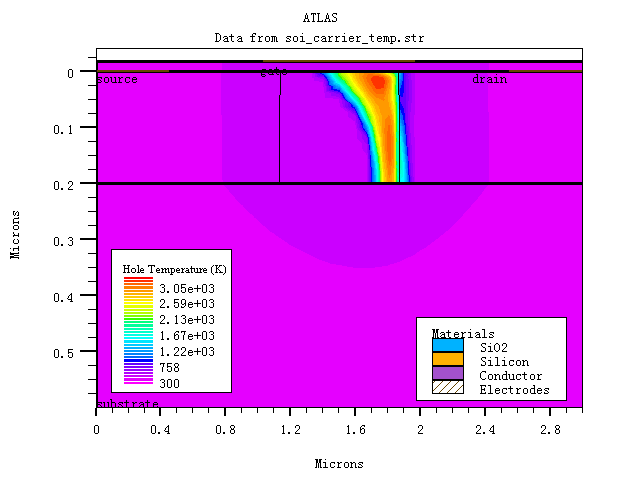 ATLAS
Data from soi_carrier_temp.str
source
gate
drain
0
0.1
0.2
0.3
0.4
0.5
Microns
Hole Temperature (K)
3.05e+03
2.59e+03
2.13e+03
1.67e+03
1.22e+03
758
300
Materials
SiO2
Silicon
Conductor
Electrodes
substrate
0
0.4
0.8
1.2
1.6
2
2.4
2.8
Microns